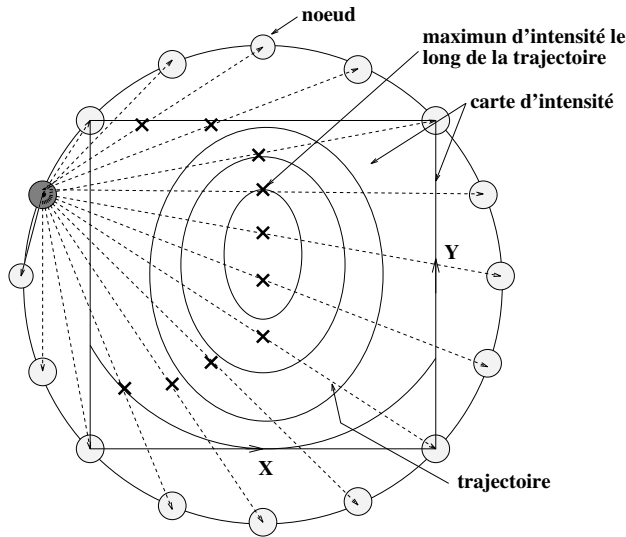 noeud
maximun d'intensité le
long de la trajectoire
carte d'intensité
Y
X
trajectoire